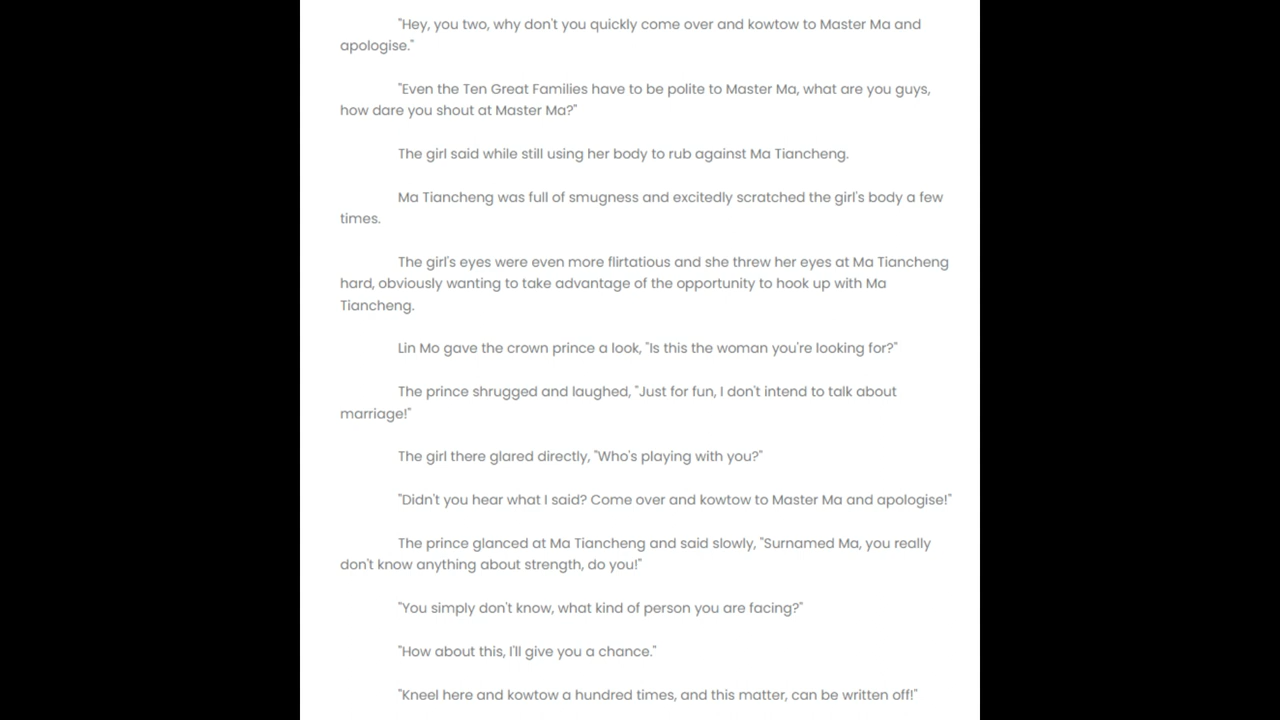 "Hey, you two, why don't you quickly come over and kowtow to Master Ma and
apologise."
"Even the Ten Great Families have to be polite to Master Ma, what are you guys,
how dare you shout at Master Ma?"
The girl said while still using her body to rub against Ma Tiancheng.
Ma Tiancheng was full of smugness and excitedly scratched the girl's body a few
times.
The girl's eyes were even more flirtatious and she threw her eyes at Ma Tiancheng
hard, obviously wanting to take advantage of the opportunity to hook up with Ma
Tiancheng.
Lin Mo gave the crown prince a look, "Is this the woman you're looking for?"
The prince shrugged and laughed, "Just for fun, I don't intend to talk about
marriage!"
The girl there glared directly, "Who's playing with you?"
"Didn't you hear what I said? Come over and kowtow to Master Ma and apologise!"
The prince glanced at Ma Tiancheng and said slowly, "Surnamed Ma, you really
don't know anything about strength, do you!"
"You simply don't know, what kind of person you are facing?"
"How about this, I'll give you a chance."
"Kneel here and kowtow a hundred times, and this matter, can be written off!"